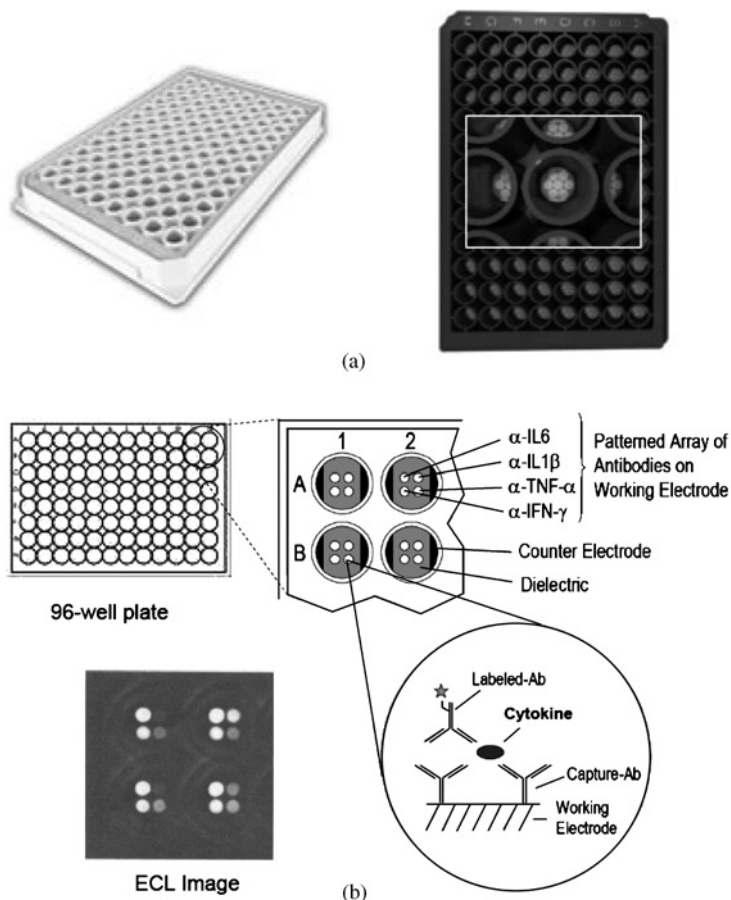 (a)
1 2
A
B
α-IL6
α-IL1β
α-TNF-α
α-IFN-γ
Patterned Array of
Antibodies on
Working Electrode
Counter Electrode
Dielectric
96-well plate
Labeled-Ab
Cytokine
Capture-Ab
Working
Electrode
ECL Image
(b)